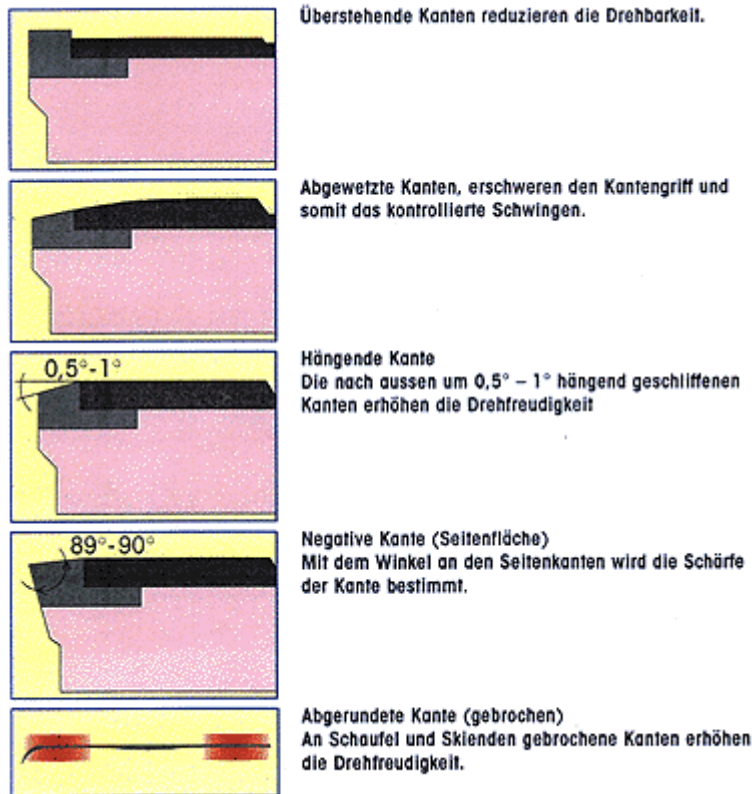 Überstehende Kanten reduzieren die Drehbarkeit.
Abgewetzte Kanten, erschweren den Kantengriff und
somit das kontrollierte Schwingen.
0,5°-1°
Hängende Kante
Die nach aussen um 0,5° – 1° hängend geschliffenen
Kanten erhöhen die Drehfreudigkeit
89°-90°
Negative Kante (Seitenfläche)
Mit dem Winkel an den Seitenkanten wird die Schärfe
der Kante bestimmt.
Abgerundete Kante (gebrochen)
An Schaufel und Skienden gebrochene Kanten erhöhen
die Drehfreudigkeit.